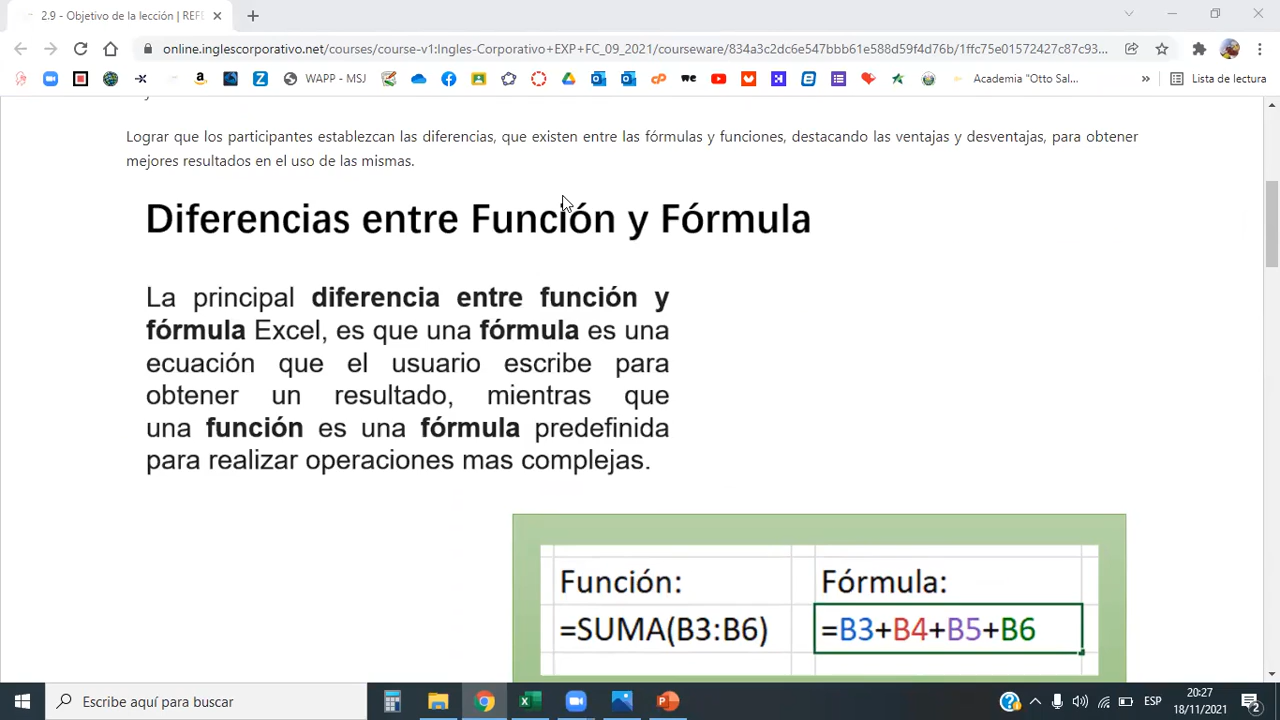 2.9 - Objetivo de la lección | REFE
online.inglescorporativo.net/courses/course-v1:Ingles-Corporativo+EXP+FC_09_2021/courseware/834a3c2dc6e547bbb61e588d59f4d76b/1ffc75e01572427c87c93...
WAPP - MSJ
Academia "Otto Sal...
Lista de lectura
Lograr que los participantes establezcan las diferencias, que existen entre las fórmulas y funciones, destacando las ventajas y desventajas, para obtener
mejores resultados en el uso de las mismas.
Diferencias entre Función y Fórmula
La principal diferencia entre función y
fórmula Excel, es que una fórmula es una
ecuación que el usuario escribe para
obtener un resultado, mientras que
una función es una fórmula predefinida
para realizar operaciones mas complejas.
Función: Fórmula:
=SUMA(B3:B6) =B3+B4+B5+B6
Escribe aquí para buscar
ESP
20:27
18/11/2021
2